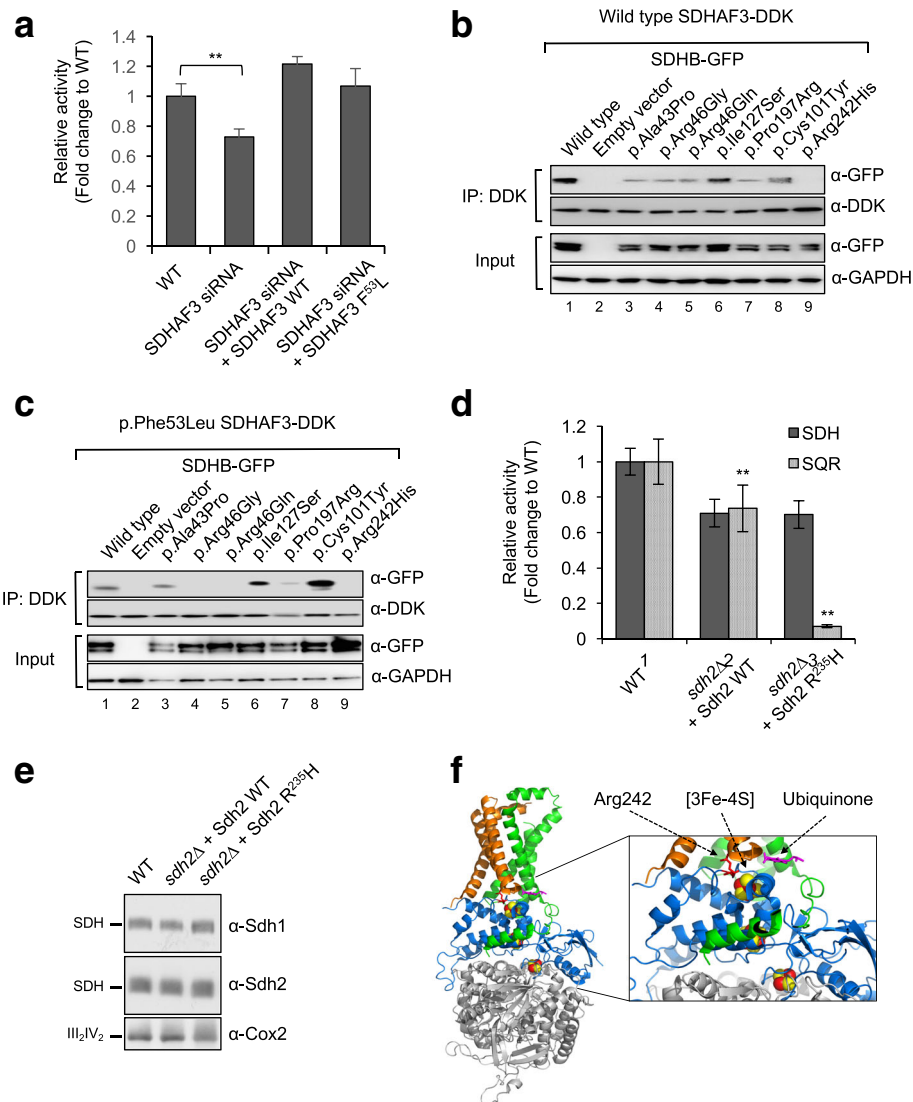 a
Relative activity
(Fold change to WT)
1.4
1.2
1
0.8
0.6
0.4
0.2
0
**
WT
SDHAF3 siRNA
SDHAF3 siRNA
+ SDHAF3 WT
SDHAF3 siRNA
+ SDHAF3 F⁵³L
b
Wild type SDHAF3-DDK
SDHB-GFP
Wild type
Empty vector
p.Ala43Pro
p.Arg46Gly
p.Arg46Gln
p.Ile127Ser
p.Pro197Arg
p.Cys101Tyr
p.Arg242His
IP: DDK
α-GFP
α-DDK
Input
α-GFP
α-GAPDH
1 2 3 4 5 6 7 8 9
c
p.Phe53Leu SDHAF3-DDK
SDHB-GFP
Wild type
Empty vector
p.Ala43Pro
p.Arg46Gly
p.Arg46Gln
p.Ile127Ser
p.Pro197Arg
p.Cys101Tyr
p.Arg242His
IP: DDK
α-GFP
α-DDK
Input
α-GFP
α-GAPDH
1 2 3 4 5 6 7 8 9
d
Relative activity
(Fold change to WT)
1.2
1
0.8
0.6
0.4
0.2
0
SDH
SQR
**
**
WT 1
sdh2Δ 2
+ Sdh2 WT
sdh2Δ 3
+ Sdh2 R²³⁵H
e
WT
sdh2Δ + Sdh2 WT
sdh2Δ + Sdh2 R²³⁵H
SDH
α-Sdh1
SDH
α-Sdh2
III₂IV₂
α-Cox2
f
Arg242
[3Fe-4S]
Ubiquinone